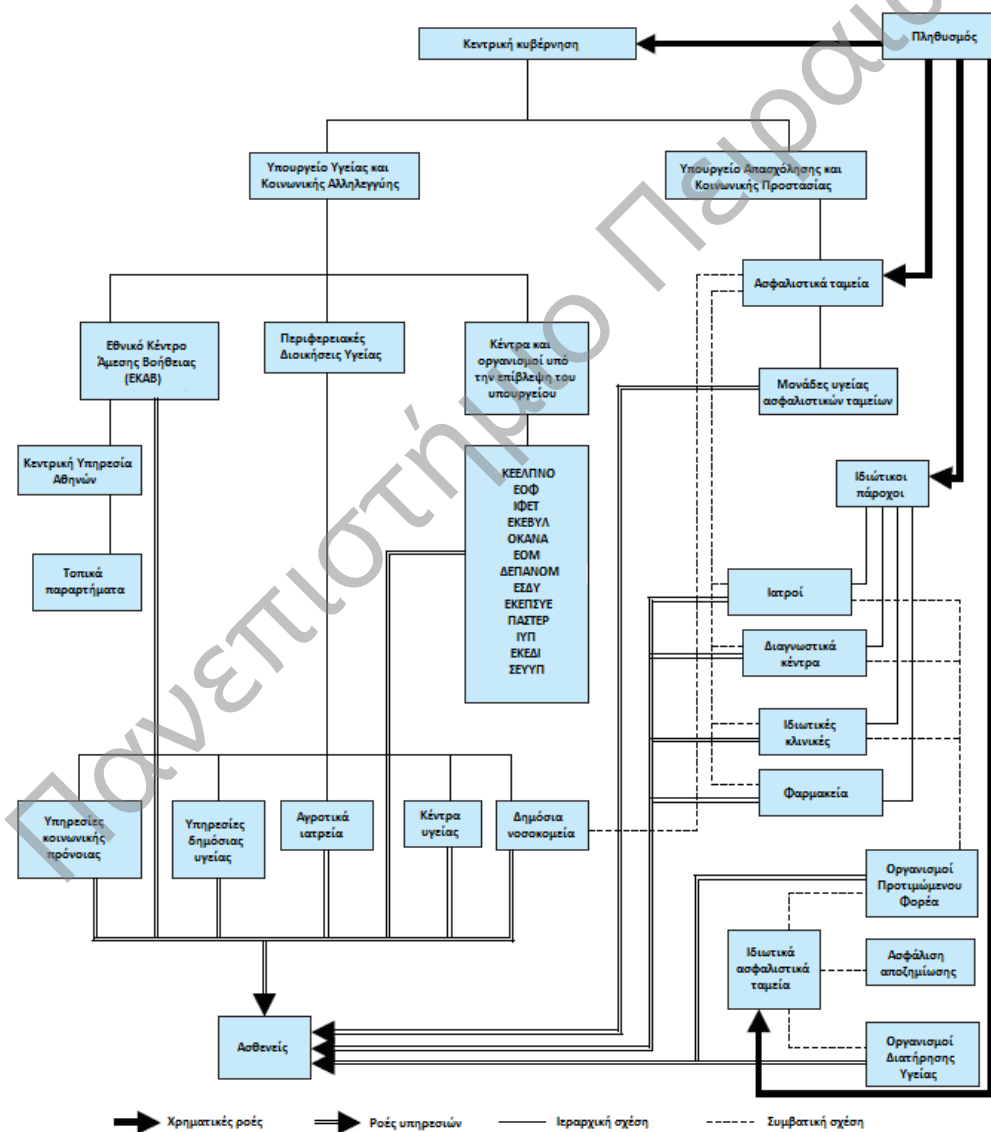 Πληθυσμός
Κεντρική κυβέρνηση
Υπουργείο Υγείας και
Κοινωνικής Αλληλεγγύης
Υπουργείο Απασχόλησης και
Κοινωνικής Προστασίας
Ασφαλιστικά ταμεία
Εθνικό Κέντρο
Άμεσης Βοήθειας
(ΕΚΑΒ)
Περιφερειακές
Διοικήσεις Υγείας
Κέντρα και
οργανισμοί υπό
την επίβλεψη του
υπουργείου
Μονάδες υγείας
ασφαλιστικών ταμείων
Κεντρική Υπηρεσία
Αθηνών
Τοπικά
παραρτήματα
ΚΕΕΛΠΝΟ
ΕΟΦ
ΙΦΕΤ
ΕΚΕΒΥΛ
ΟΚΑΝΑ
ΕΟΜ
ΔΕΠΑΝΟΜ
ΕΣΔΥ
ΕΚΕΠΣΥΕ
ΠΑΣΤΕΡ
ΙΥΠ
ΕΚΕΔΙ
ΣΕΥΥΠ
Ιδιώτικοι
πάροχοι
Ιατροί
Διαγνωστικά
κέντρα
Ιδιωτικές
κλινικές
Φαρμακεία
Υπηρεσίες
κοινωνικής
πρόνοιας
Υπηρεσίες
δημόσιας
υγείας
Αγροτικά
ιατρεία
Κέντρα
υγείας
Δημόσια
νοσοκομεία
Οργανισμοί
Προτιμώμενου
Φορέα
Ιδιωτικά
ασφαλιστικά
ταμεία
Ασφάλιση
αποζημίωσης
Οργανισμοί
Διατήρησης
Υγείας
Ασθενείς
Χρηματικές ροές
Ροές υπηρεσιών
Ιεραρχική σχέση
Συμβατική σχέση
Πανεπιστήμιο Πειραιώ